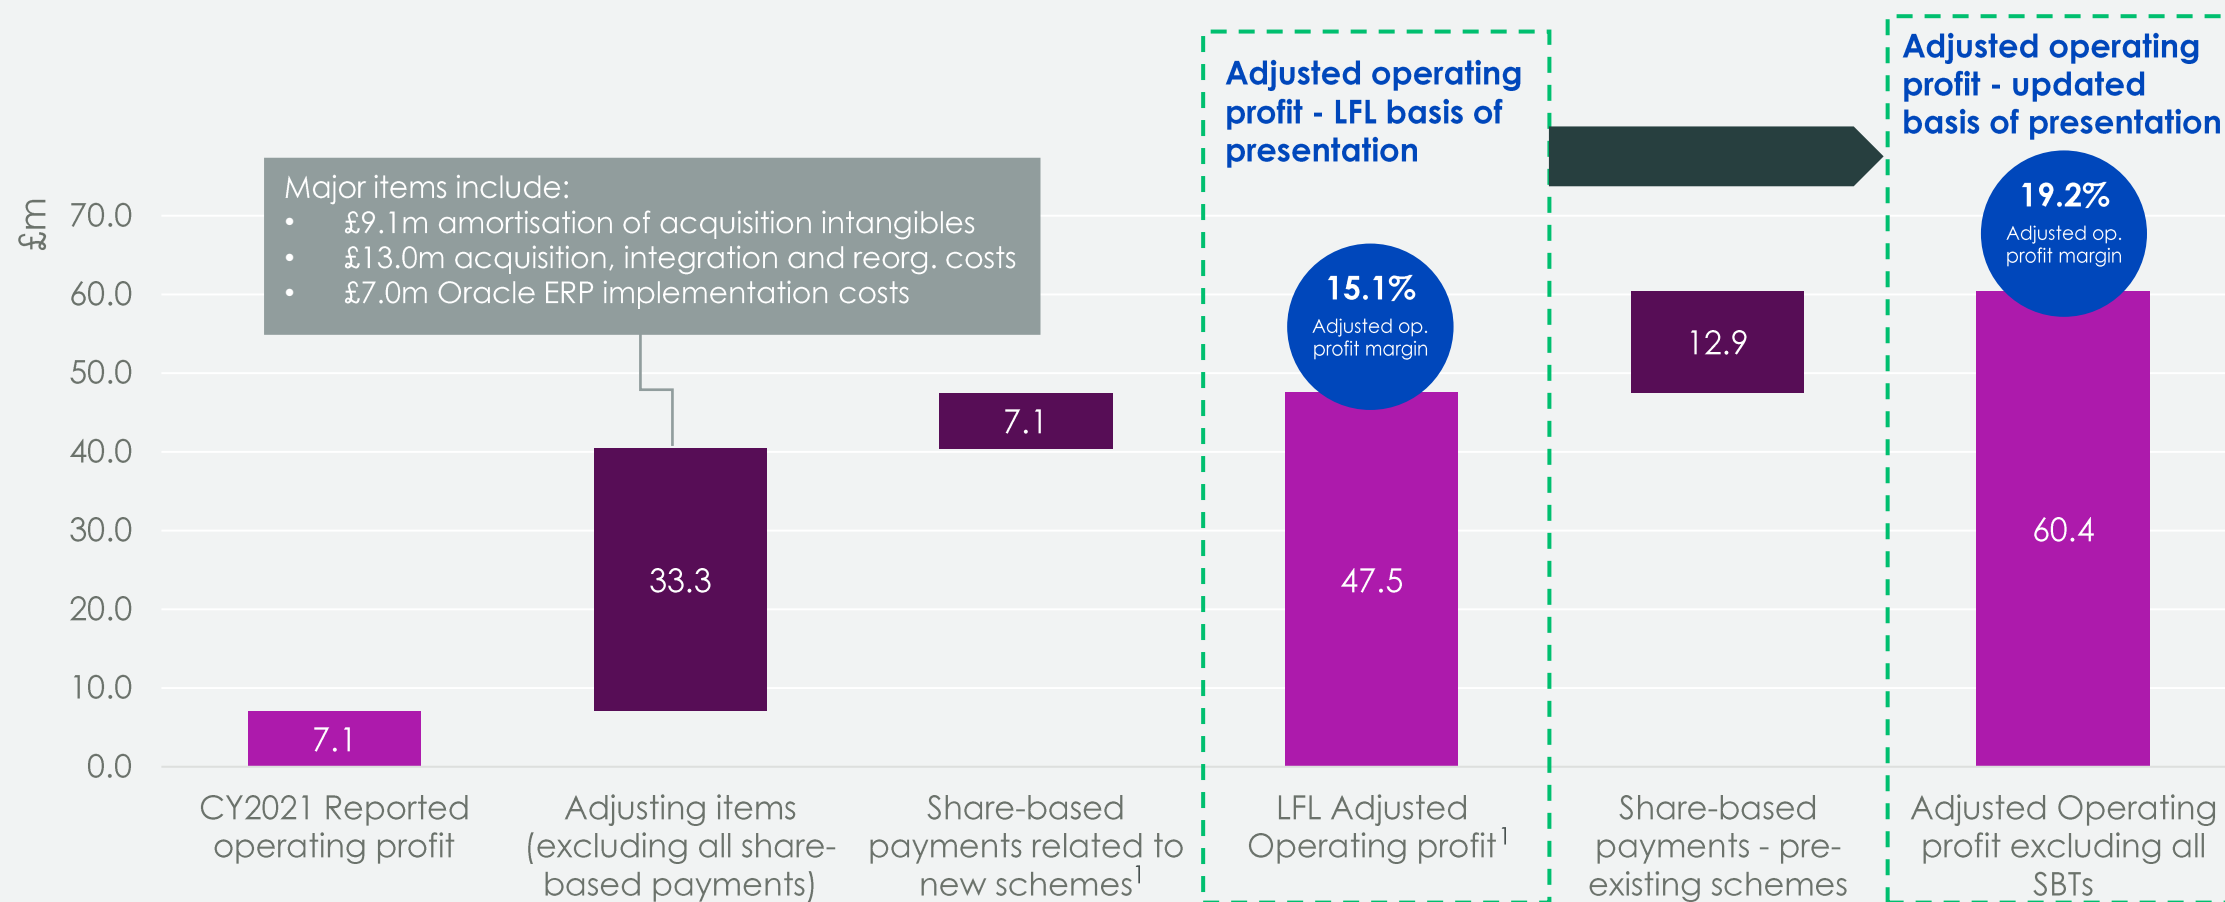 Adjusted operating
profit - LFL basis of
presentation
Adjusted operating
profit - updated
basis of presentation
Major items include:
• £9.1m amortisation of acquisition intangibles
• £13.0m acquisition, integration and reorg. costs
• £7.0m Oracle ERP implementation costs
£m
70.0
60.0
50.0
40.0
30.0
20.0
10.0
0.0
15.1%
Adjusted op.
profit margin
19.2%
Adjusted op.
profit margin
7.1
33.3
7.1
47.5
12.9
60.4
CY2021 Reported
operating profit
Adjusting items
(excluding all share-
based payments)
Share-based
payments related to
new schemes¹
LFL Adjusted
Operating profit¹
Share-based
payments - pre-
existing schemes
Adjusted Operating
profit excluding all
SBTs